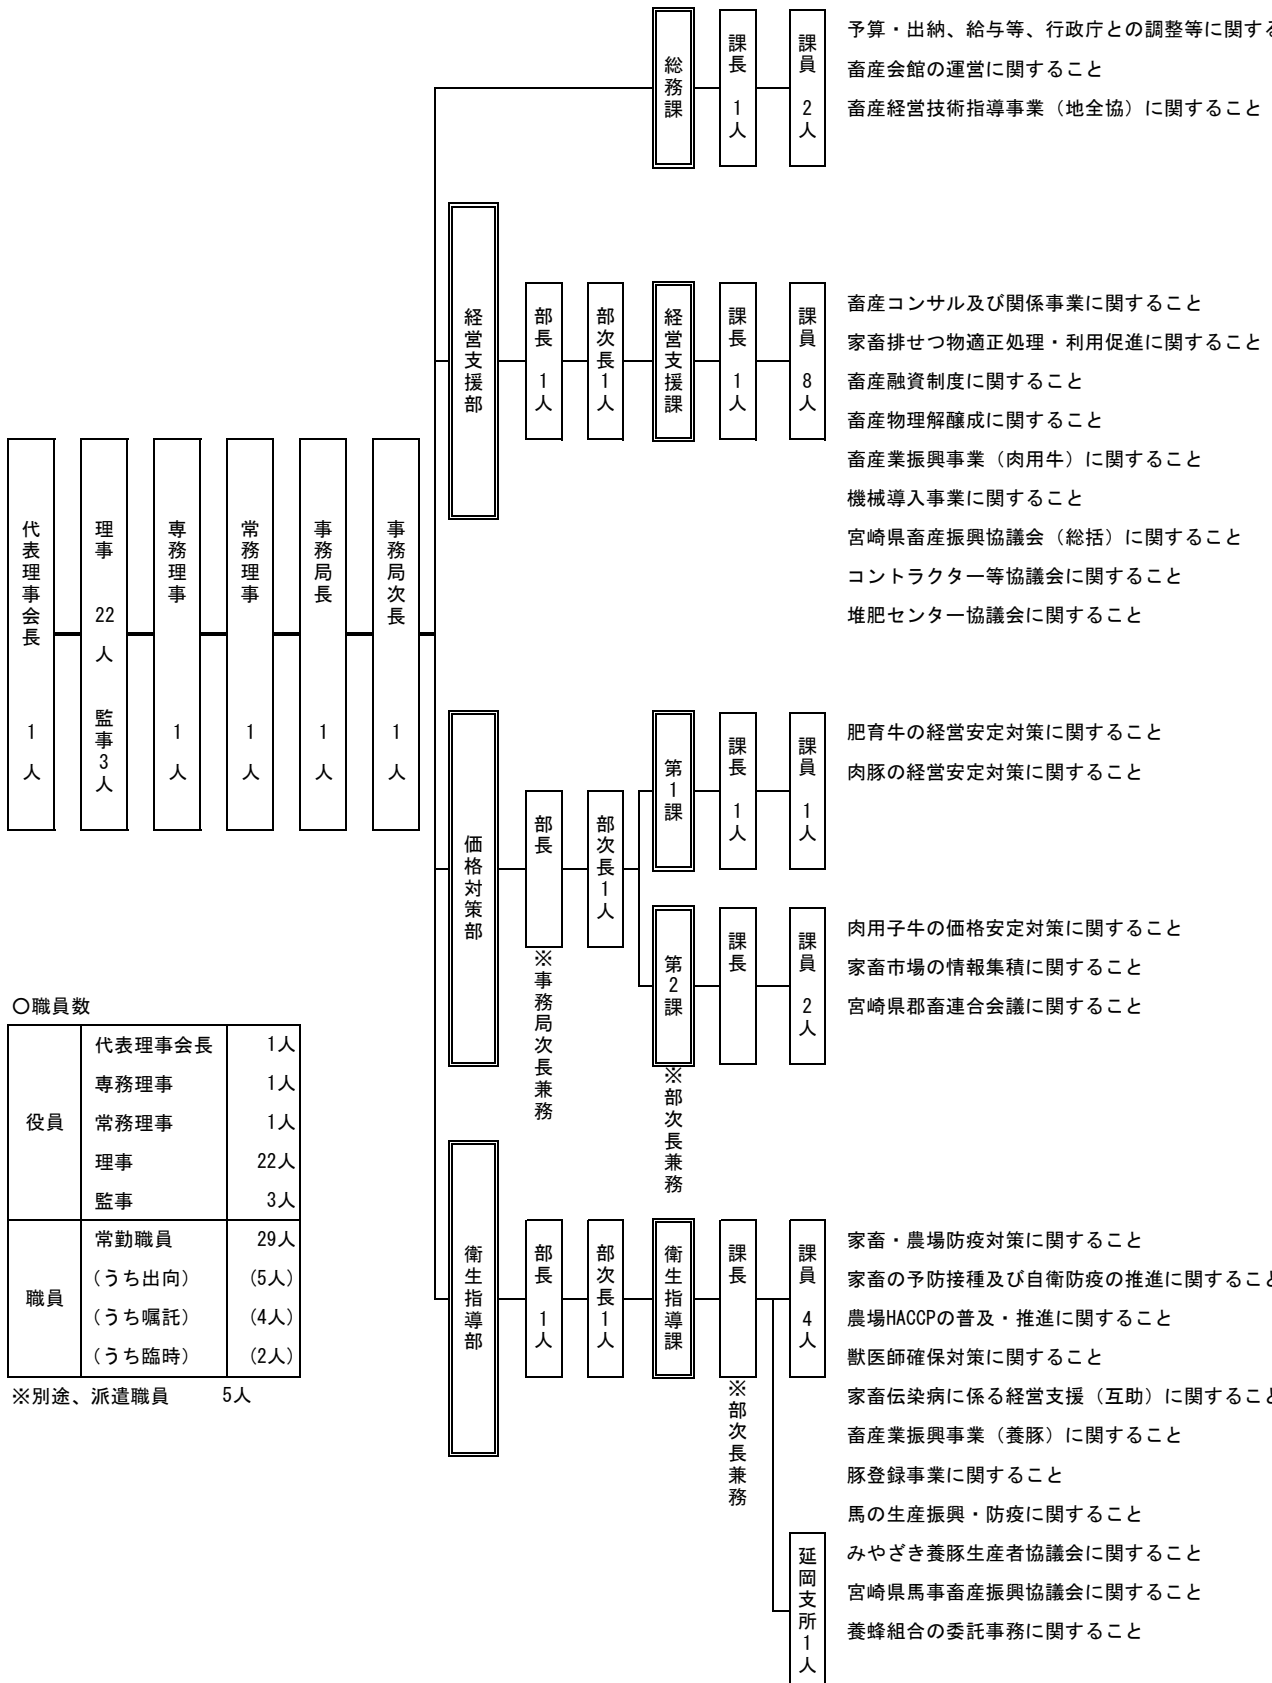 総務課
課長 1人
課員 2人
予算・出納、給与等、行政庁との調整等に関する
畜産会館の運営に関すること
畜産経営技術指導事業（地全協）に関すること
経営支援部
部長 1人
部次長1人
経営支援課
課長 1人
課員 8人
畜産コンサル及び関係事業に関すること
家畜排せつ物適正処理・利用促進に関すること
畜産融資制度に関すること
畜産物理解醸成に関すること
畜産業振興事業（肉用牛）に関すること
機械導入事業に関すること
宮崎県畜産振興協議会（総括）に関すること
コントラクター等協議会に関すること
堆肥センター協議会に関すること
代表理事会長 1人
理事 22人 監事3人
専務理事 1人
常務理事 1人
事務局長 1人
事務局次長 1人
価格対策部
部長
※事務局次長兼務
部次長1人
第1課
課長 1人
課員 1人
肥育牛の経営安定対策に関すること
肉豚の経営安定対策に関すること
第2課
※部次長兼務
課長
課員 2人
肉用子牛の価格安定対策に関すること
家畜市場の情報集積に関すること
宮崎県郡畜連合会議に関すること
衛生指導部
部長 1人
部次長1人
衛生指導課
課長
※部次長兼務
課員 4人
家畜・農場防疫対策に関すること
家畜の予防接種及び自衛防疫の推進に関すること
農場HACCPの普及・推進に関すること
獣医師確保対策に関すること
家畜伝染病に係る経営支援（互助）に関すること
畜産業振興事業（養豚）に関すること
豚登録事業に関すること
馬の生産振興・防疫に関すること
みやざき養豚生産者協議会に関すること
宮崎県馬事畜産振興協議会に関すること
養蜂組合の委託事務に関すること
延岡支所1人
〇職員数
役員
代表理事会長 1人
専務理事 1人
常務理事 1人
理事 22人
監事 3人
職員
常勤職員 29人
（うち出向） (5人)
（うち嘱託） (4人)
（うち臨時） (2人)
※別途、派遣職員 5人